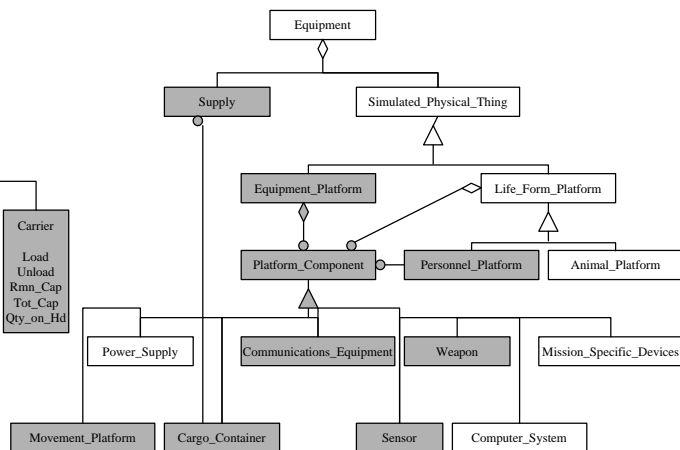 Equipment
Supply
Simulated_Physical_Thing
Equipment_Platform
Life_Form_Platform
Carrier
Load
Unload
Rmn_Cap
Tot_Cap
Qty_on_Hd
Platform_Component
Personnel_Platform
Animal_Platform
Power_Supply
Communications_Equipment
Weapon
Mission_Specific_Devices
Movement_Platform
Cargo_Container
Sensor
Computer_System